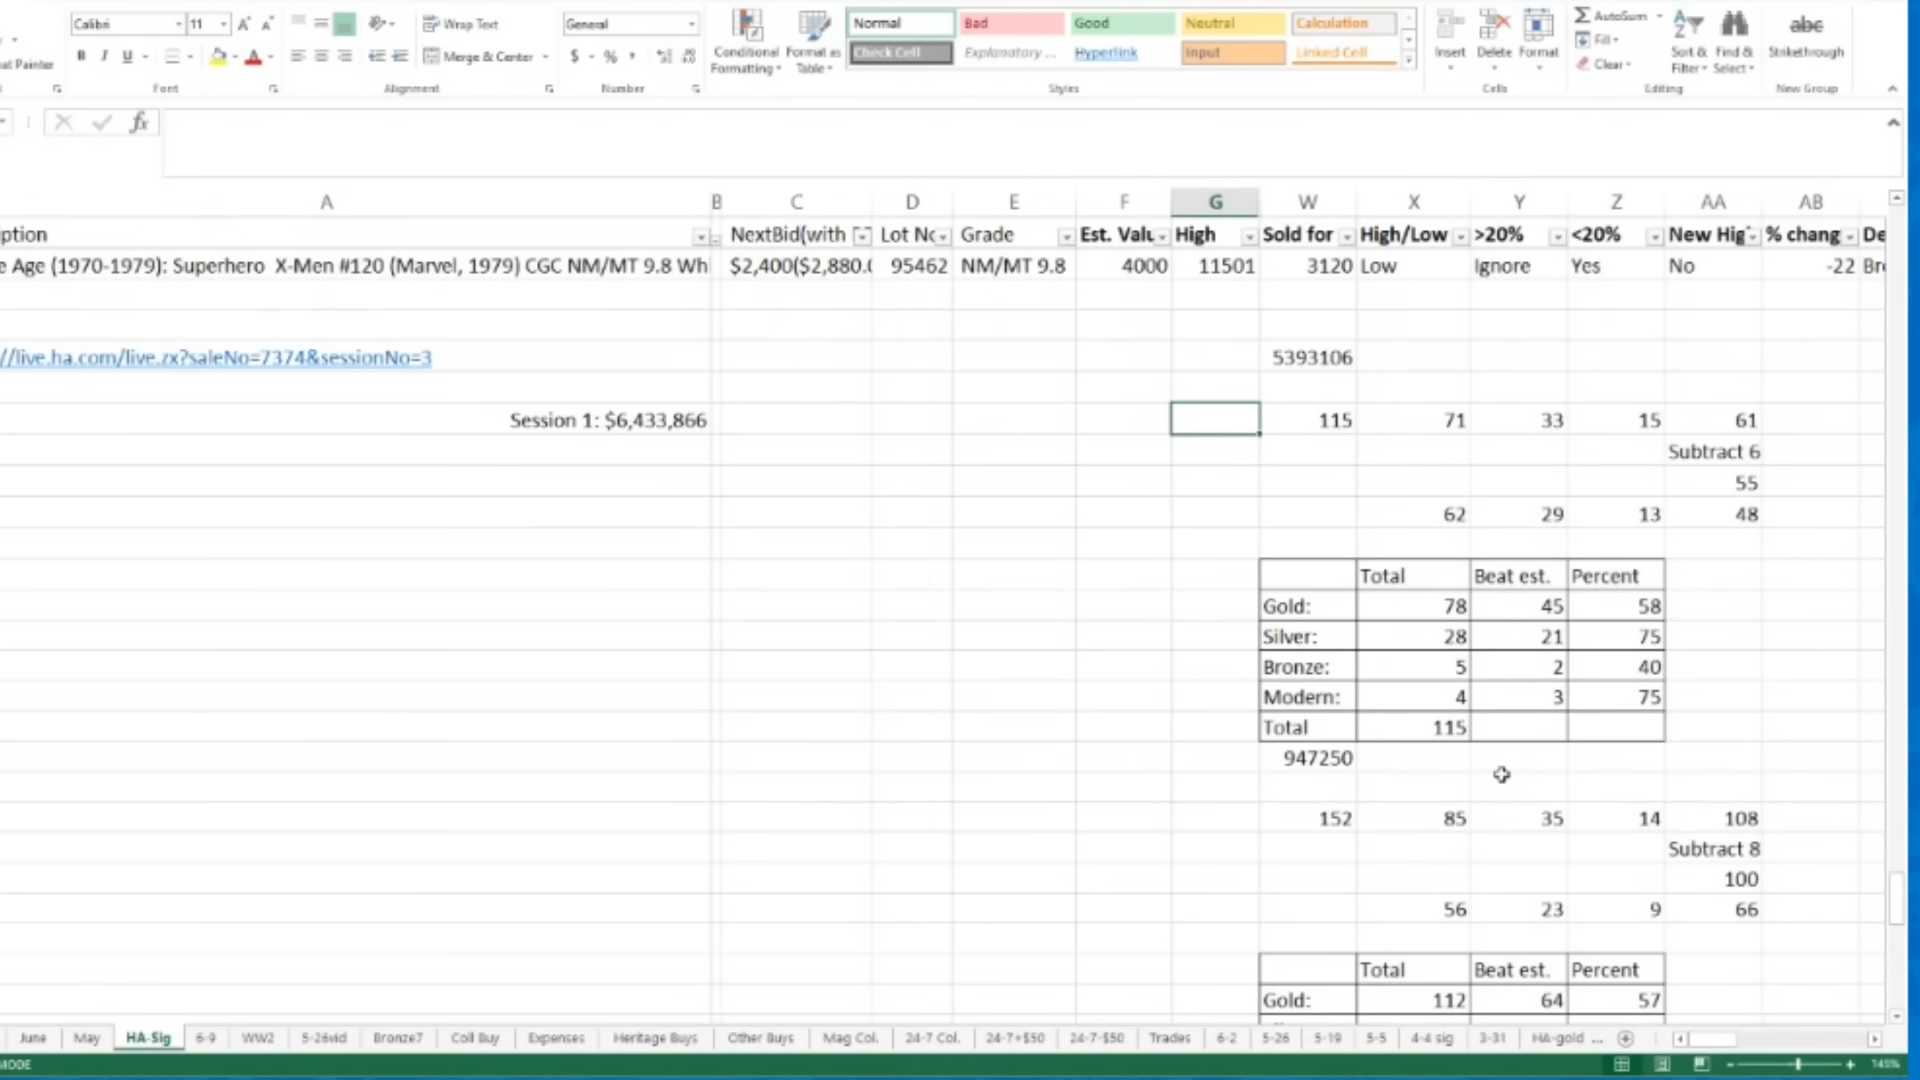 Calibri 11 Wrap Text General Normal Bad Good Neutral Calculation AutoSum
at Painter B I U Merge & Center $ % Conditional Formatting Format as Table Check Cell Explanatory ... Hyperlink Input Linked Cell Insert Delete Format Fill Clear Sort & Filter Find & Select abc Strikethrough
Font Alignment Number Styles Cells Editing New Group
fx
A B C D E F G W X Y Z AA AB
ption NextBid(with Lot Nc Grade Est. Valu High Sold for High/Low >20% <20% New Hig % chang De
e Age (1970-1979): Superhero X-Men #120 (Marvel, 1979) CGC NM/MT 9.8 Whi $2,400($2,880.0 95462 NM/MT 9.8 4000 11501 3120 Low Ignore Yes No -22 Bro
//live.ha.com/live.zx?saleNo=7374&sessionNo=3 5393106
Session 1: $6,433,866 115 71 33 15 61
Subtract 6
55
62 29 13 48
Total Beat est. Percent
Gold: 78 45 58
Silver: 28 21 75
Bronze: 5 2 40
Modern: 4 3 75
Total 115
947250
152 85 35 14 108
Subtract 8
100
56 23 9 66
Total Beat est. Percent
Gold: 112 64 57
June May HA-Sig 6-9 WW2 5-26vid Bronze7 Coll Buy Expenses Heritage Buys Other Buys Mag Col. 24-7 Col. 24-7+$50 24-7-$50 Trades 6-2 5-26 5-19 5-5 4-4 sig 3-31 HA-gold ...
MODE 145%